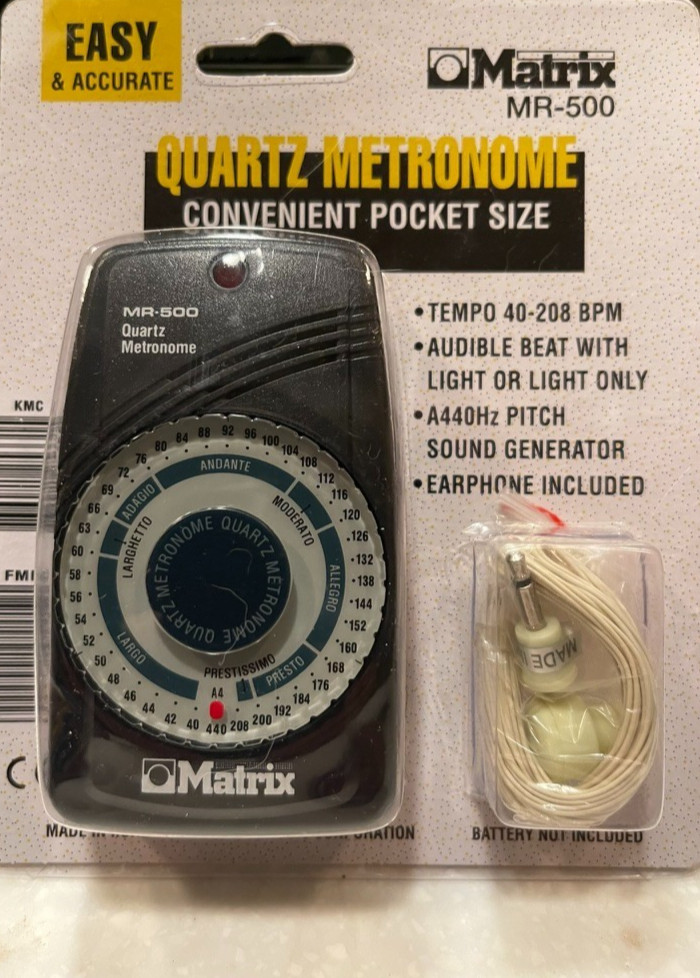 EASY
& ACCURATE
Matrix
MR-500
QUARTZ METRONOME
CONVENIENT POCKET SIZE
MR-500
Quartz
Metronome
• TEMPO 40-208 BPM
• AUDIBLE BEAT WITH
LIGHT OR LIGHT ONLY
• A440Hz PITCH
SOUND GENERATOR
• EARPHONE INCLUDED
KMC
FM
40 42 44 46 48 50 52 54 56 58 60 63 66 69 72 76 80 84 88 92 96 100 104 108 112 116 120 126 132 138 144 152 160 168 176 184 192 200 208 440
LARGO
LARGHETTO
ADAGIO
ANDANTE
MODERATO
ALLEGRO
PRESTO
PRESTISSIMO
A4
QUARTZ METRONOME QUARTZ METRONOME
Matrix
MADE
MADE IN
BATTERY NOT INCLUDED